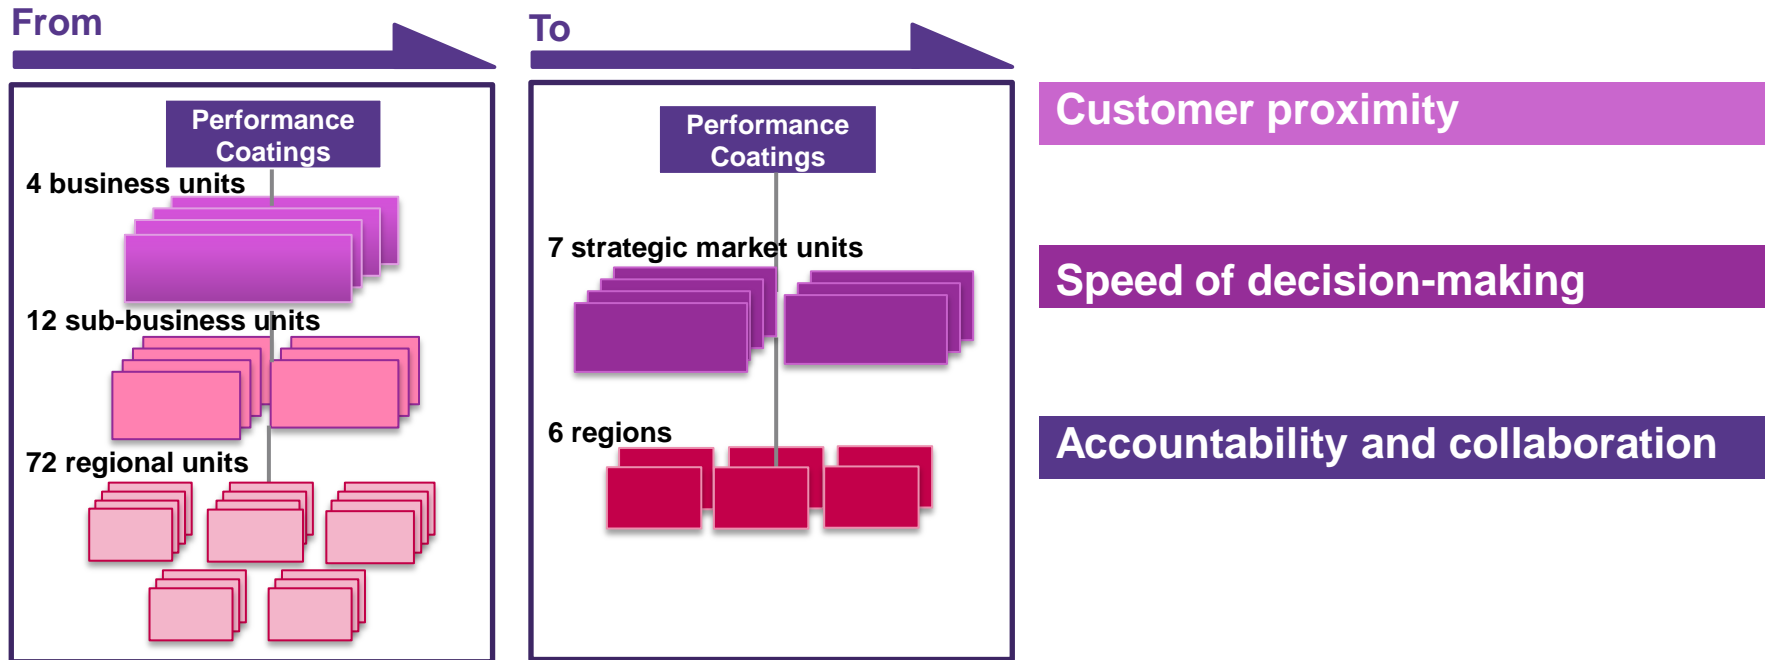 From
Performance
Coatings
4 business units
12 sub-business units
72 regional units
To
Performance
Coatings
7 strategic market units
6 regions
Customer proximity
Speed of decision-making
Accountability and collaboration